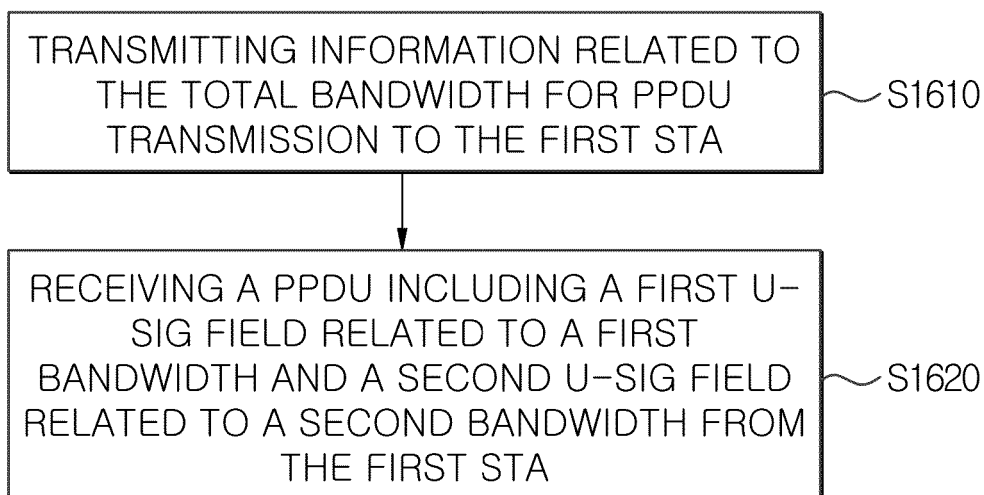 TRANSMITTING INFORMATION RELATED TO
THE TOTAL BANDWIDTH FOR PPDU
TRANSMISSION TO THE FIRST STA
S1610
RECEIVING A PPDU INCLUDING A FIRST U-
SIG FIELD RELATED TO A FIRST
BANDWIDTH AND A SECOND U-SIG FIELD
RELATED TO A SECOND BANDWIDTH FROM
THE FIRST STA
S1620